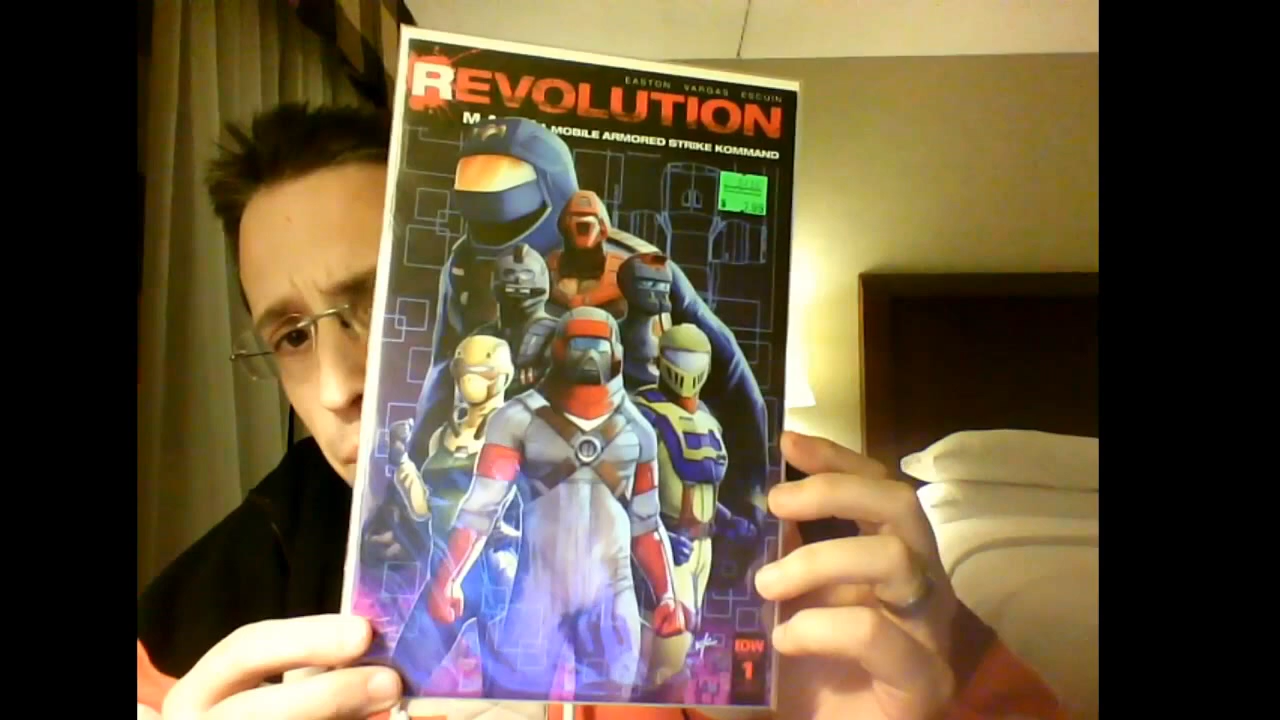 EASTON VARGAS ESCUIN
REVOLUTION
MOBILE ARMORED STRIKE KOMMAND
IDW
1